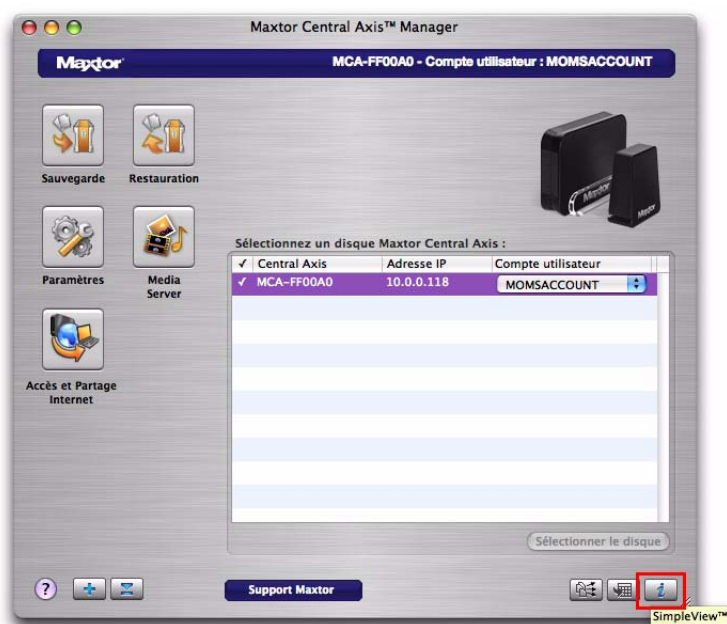 Maxtor Central Axis™ Manager
Maxtor
MCA-FF00A0 - Compte utilisateur : MOMSACCOUNT
Sauvegarde
Restauration
Maxtor
Maxtor
Paramètres
Media
Server
Sélectionnez un disque Maxtor Central Axis :
✓ Central Axis Adresse IP Compte utilisateur
✓ MCA-FF00A0 10.0.0.118 MOMSACCOUNT
Accès et Partage
Internet
Sélectionner le disque
?
Support Maxtor
i
SimpleView™